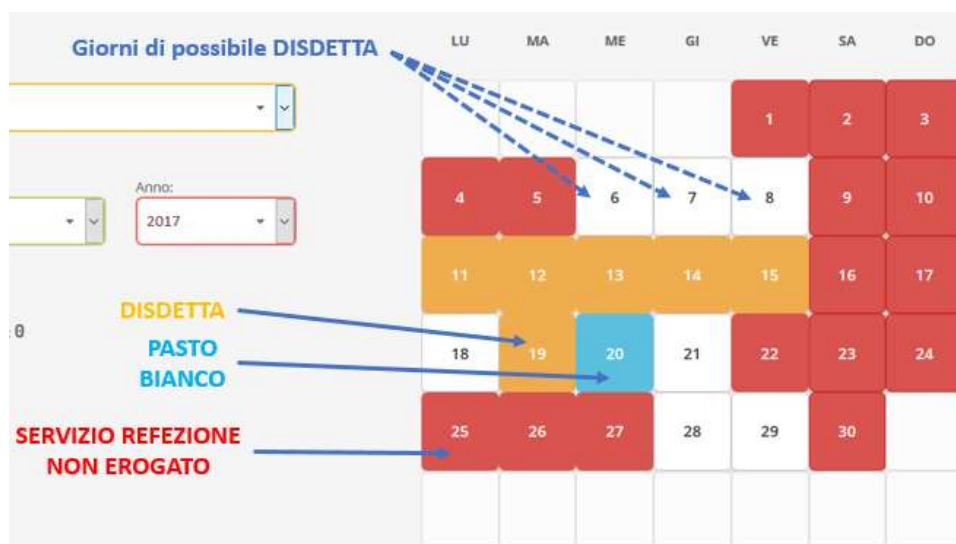 Giorni di possibile DISDETTA
LU MA ME GI VE SA DO
1 2 3
Anno:
2017
4 5 6 7 8 9 10
11 12 13 14 15 16 17
DISDETTA
0
PASTO
BIANCO
18 19 20 21 22 23 24
SERVIZIO REFEZIONE
NON EROGATO
25 26 27 28 29 30